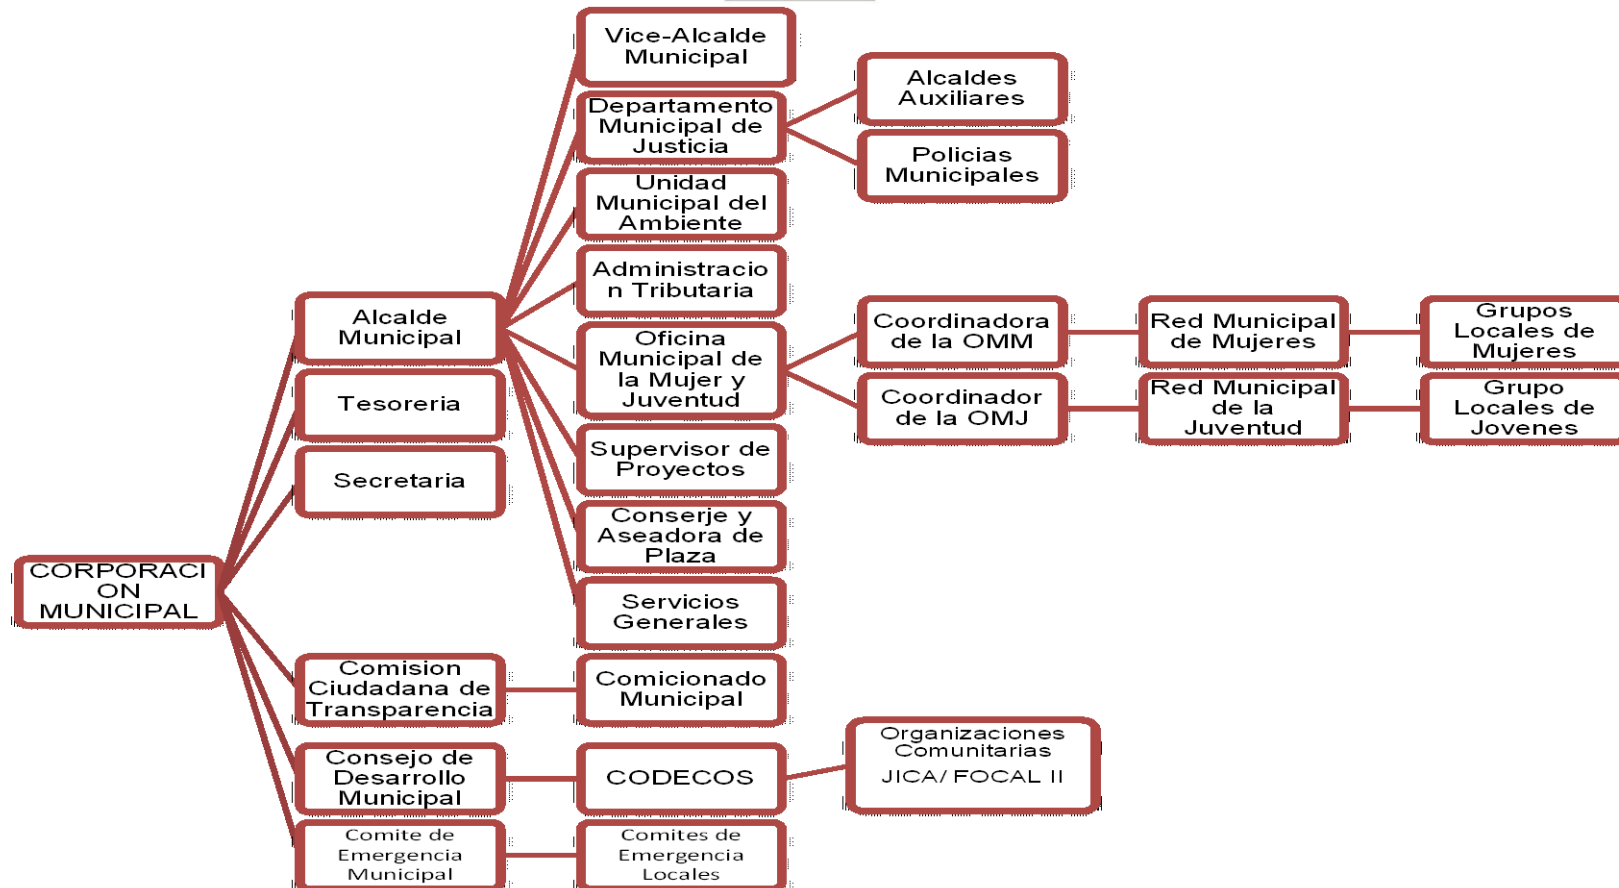 Vice-Alcalde
Municipal
Departamento
Municipal de
Justicia
Alcaldes
Auxiliares
Policias
Municipales
Unidad
Municipal del
Ambiente
Administracio
n Tributaria
Alcalde
Municipal
Oficina
Municipal de
la Mujer y
Juventud
Coordinadora
de la OMM
Red Municipal
de Mujeres
Grupos
Locales de
Mujeres
Coordinador
de la OMJ
Red Municipal
de la
Juventud
Grupo
Locales de
Jovenes
Tesoreria
Supervisor de
Proyectos
Secretaria
Conserje y
Aseadora de
Plaza
CORPORACI
ON
MUNICIPAL
Servicios
Generales
Comision
Ciudadana de
Transparencia
Comicionado
Municipal
Consejo de
Desarrollo
Municipal
CODECOS
Organizaciones
Comunitarias
JICA/ FOCAL II
Comite de
Emergencia
Municipal
Comites de
Emergencia
Locales